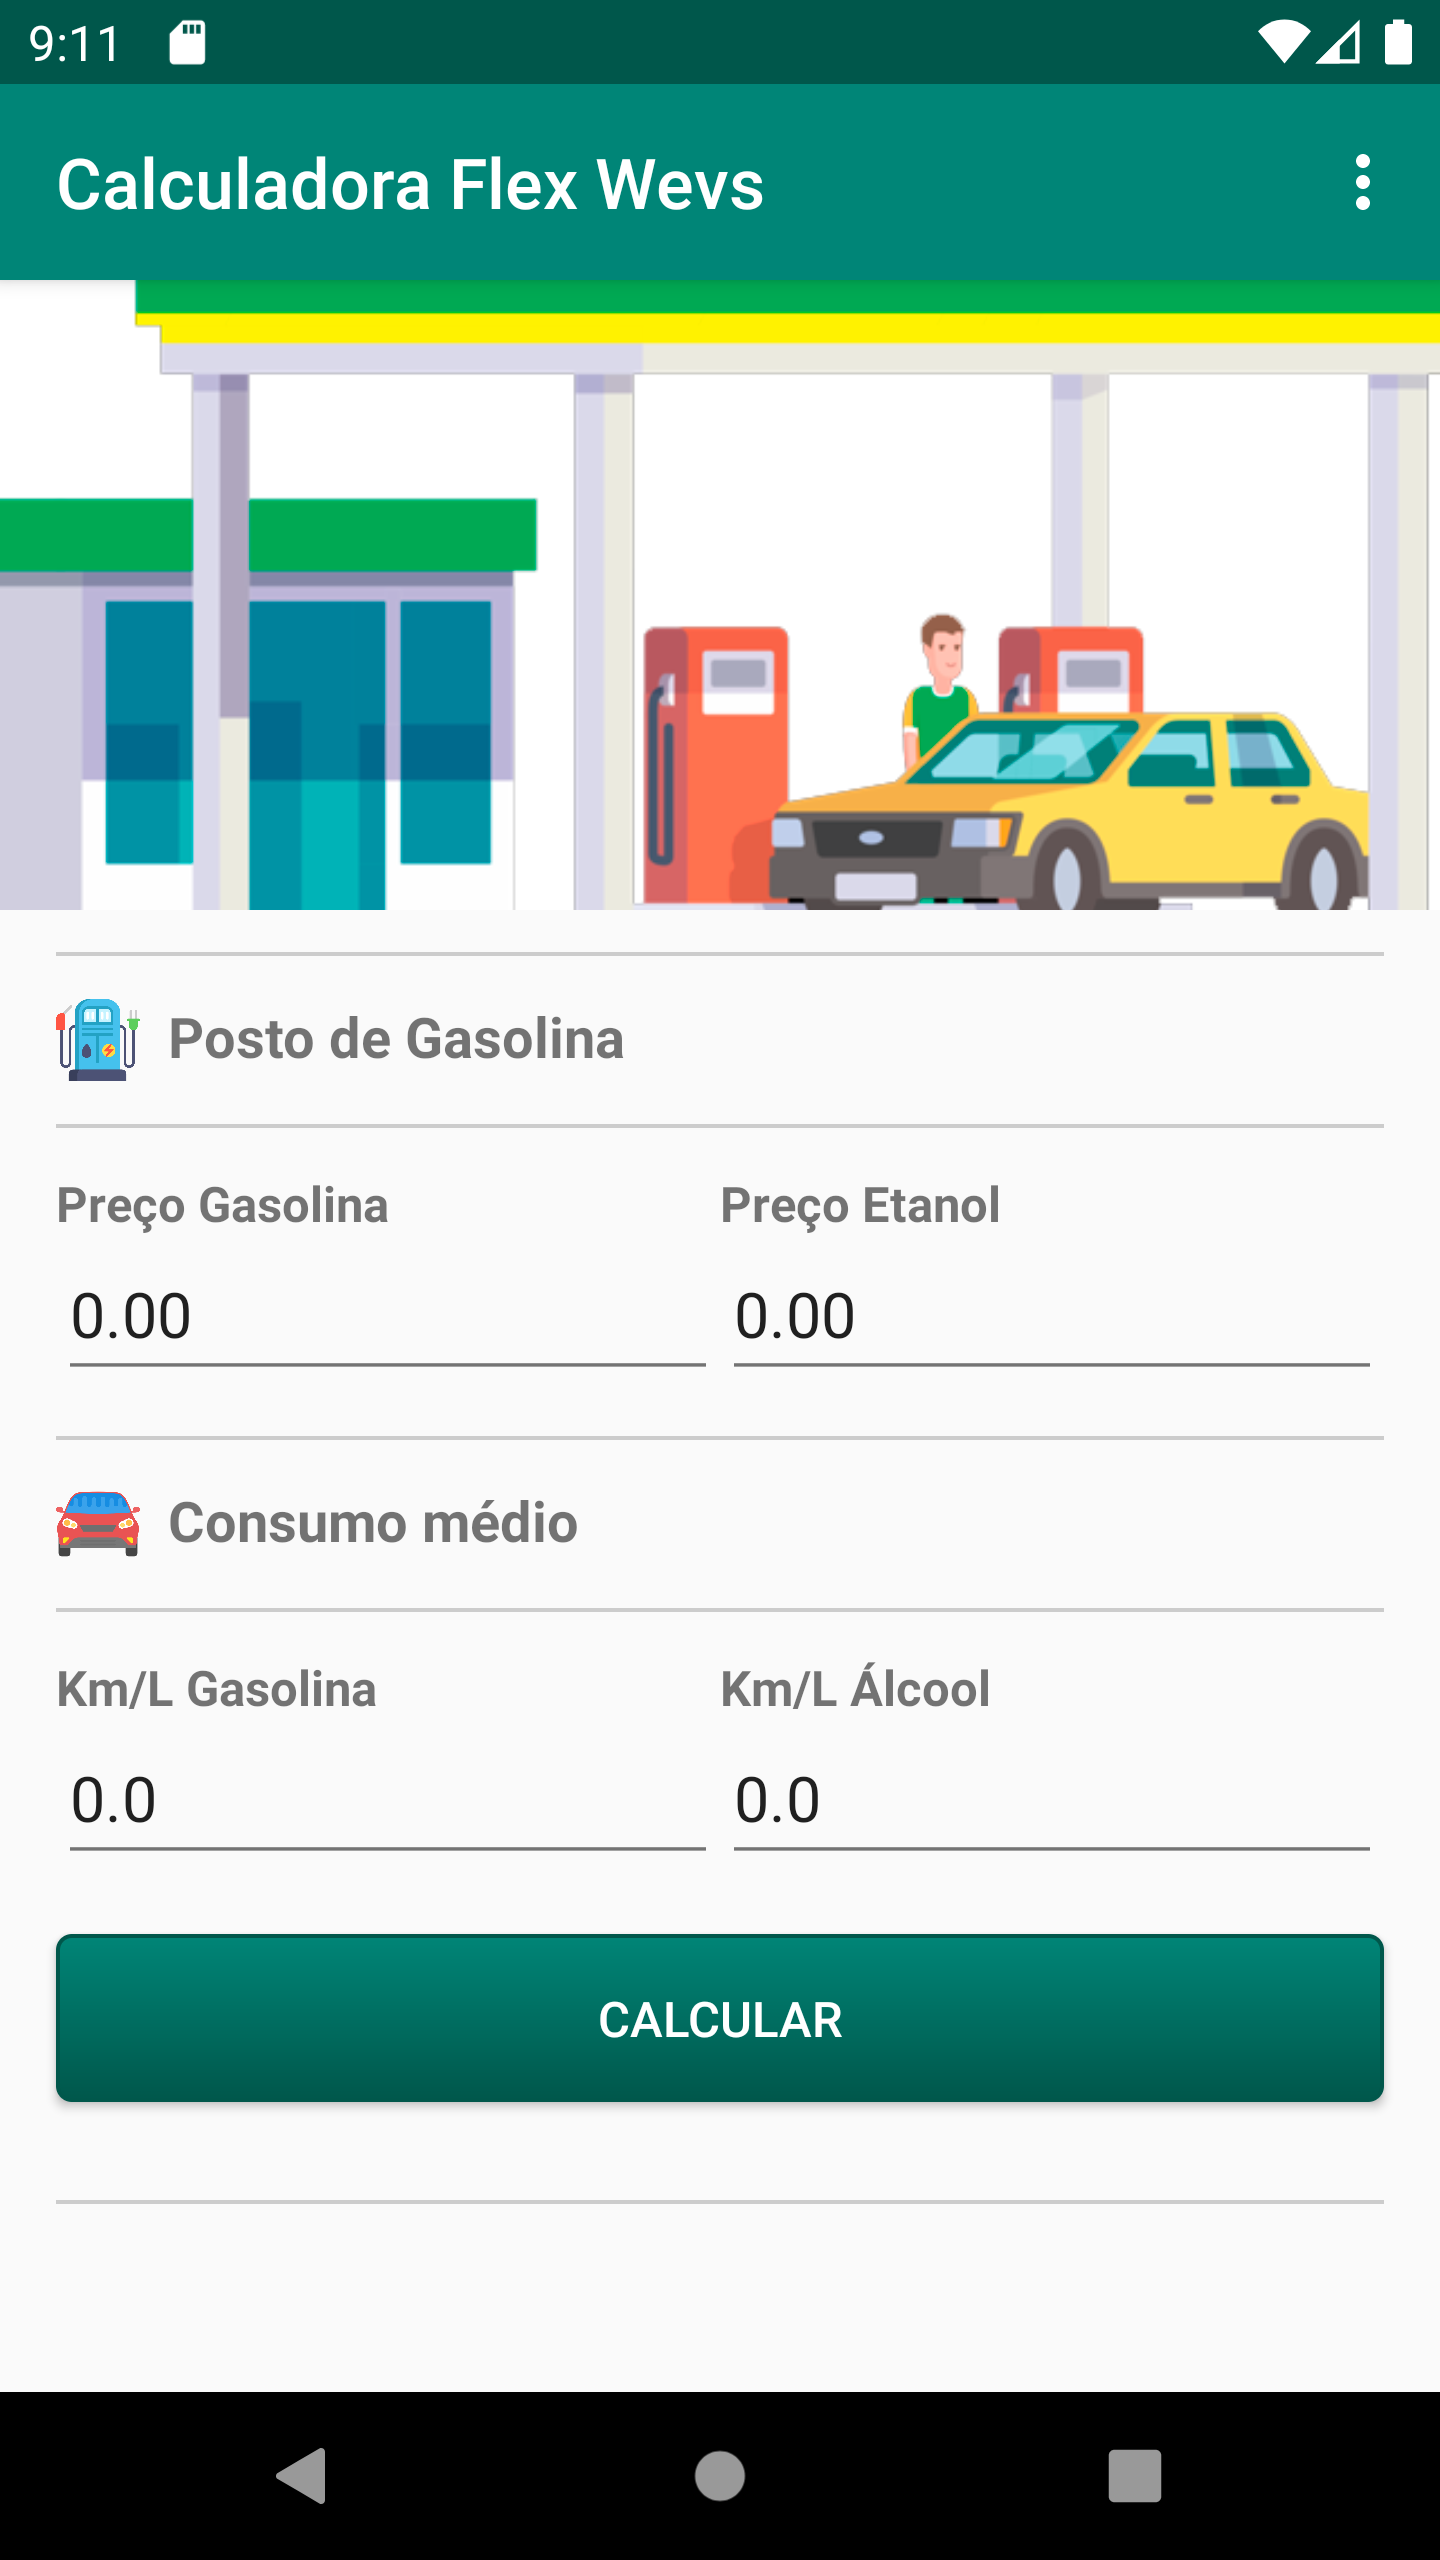 9:11
Calculadora Flex Wevs
Posto de Gasolina
Preço Gasolina
Preço Etanol
0.00
0.00
Consumo médio
Km/L Gasolina
Km/L Álcool
0.0
0.0
CALCULAR